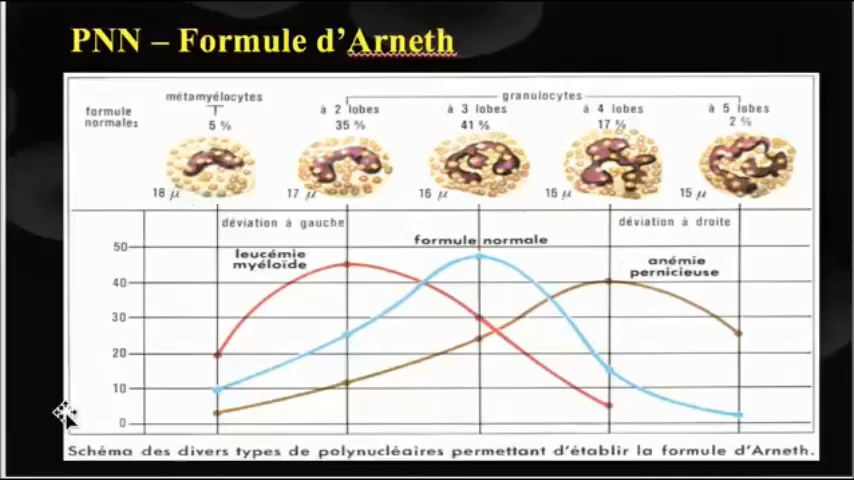 PNN – Formule d'Arneth
métamyélocytes
granulocytes
formule normale:
5 %
à 2 lobes
35 %
à 3 lobes
41 %
à 4 lobes
17 %
à 5 lobes
2 %
18 μ
17 μ
16 μ
15 μ
15 μ
déviation à gauche
déviation à droite
leucémie
myéloïde
formule normale
anémie
pernicieuse
50
40
30
20
10
0
Schéma des divers types de polynucléaires permettant d'établir la formule d'Arneth.